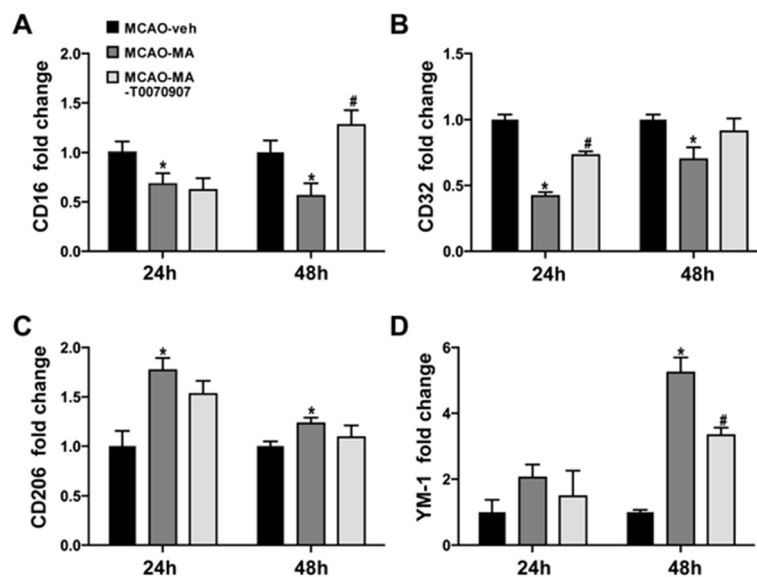 A
MCAO-veh
MCAO-MA
MCAO-MA
-T0070907
CD16 fold change
2.0
1.5
1.0
0.5
0.0
*
*
#
24h
48h
B
CD32 fold change
1.5
1.0
0.5
0.0
*
#
*
24h
48h
C
CD206 fold change
2.0
1.5
1.0
0.5
0.0
*
*
24h
48h
D
YM-1 fold change
6
4
2
0
*
#
24h
48h